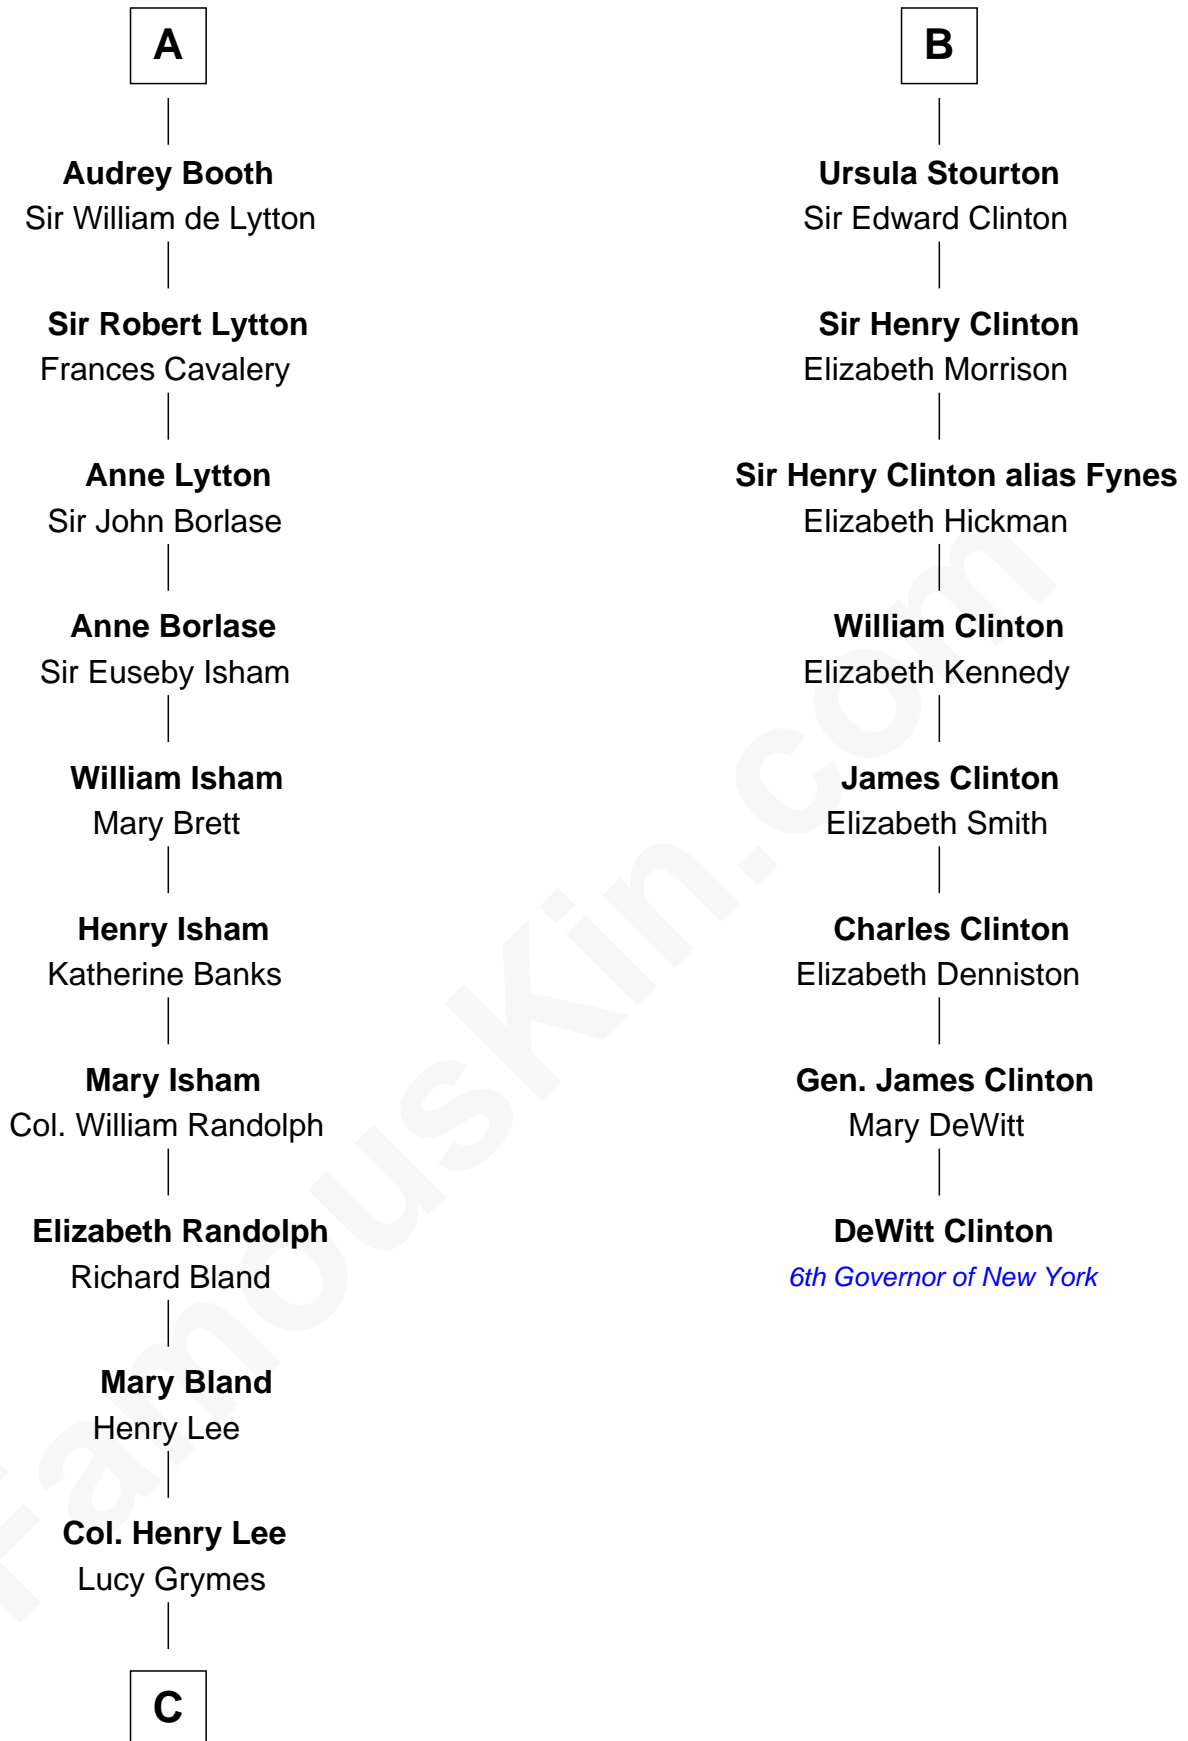 A
Audrey Booth
Sir William de Lytton
Sir Robert Lytton
Frances Cavalery
Anne Lytton
Sir John Borlase
Anne Borlase
Sir Euseby Isham
William Isham
Mary Brett
Henry Isham
Katherine Banks
Mary Isham
Col. William Randolph
Elizabeth Randolph
Richard Bland
Mary Bland
Henry Lee
Col. Henry Lee
Lucy Grymes
C
B
Ursula Stourton
Sir Edward Clinton
Sir Henry Clinton
Elizabeth Morrison
Sir Henry Clinton alias Fynes
Elizabeth Hickman
William Clinton
Elizabeth Kennedy
James Clinton
Elizabeth Smith
Charles Clinton
Elizabeth Denniston
Gen. James Clinton
Mary DeWitt
DeWitt Clinton
6th Governor of New York
FamousKin.com